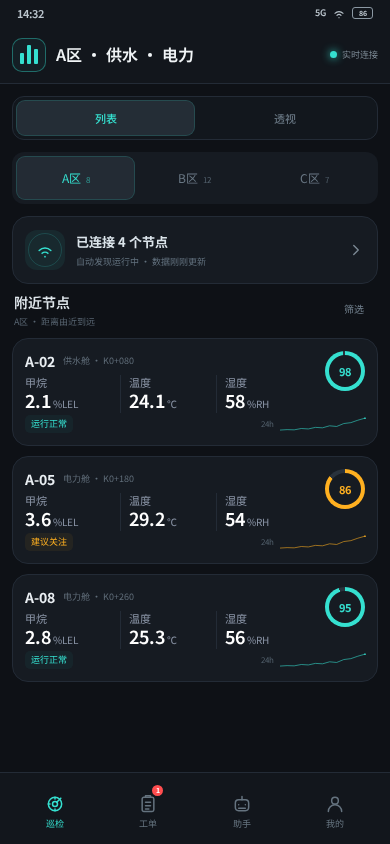 14:32
5G 86
A区 · 供水 · 电力
实时连接
列表 透视
A区 8 B区 12 C区 7
已连接 4 个节点
自动发现运行中 · 数据刚刚更新
附近节点
筛选
A区 · 距离由近到远
A-02 供水舱 · K0+080
98
甲烷 温度 湿度
2.1 %LEL 24.1 °C 58 %RH
运行正常 24h
A-05 电力舱 · K0+180
86
甲烷 温度 湿度
3.6 %LEL 29.2 °C 54 %RH
建议关注 24h
A-08 电力舱 · K0+260
95
甲烷 温度 湿度
2.8 %LEL 25.3 °C 56 %RH
运行正常 24h
1
巡检 工单 助手 我的